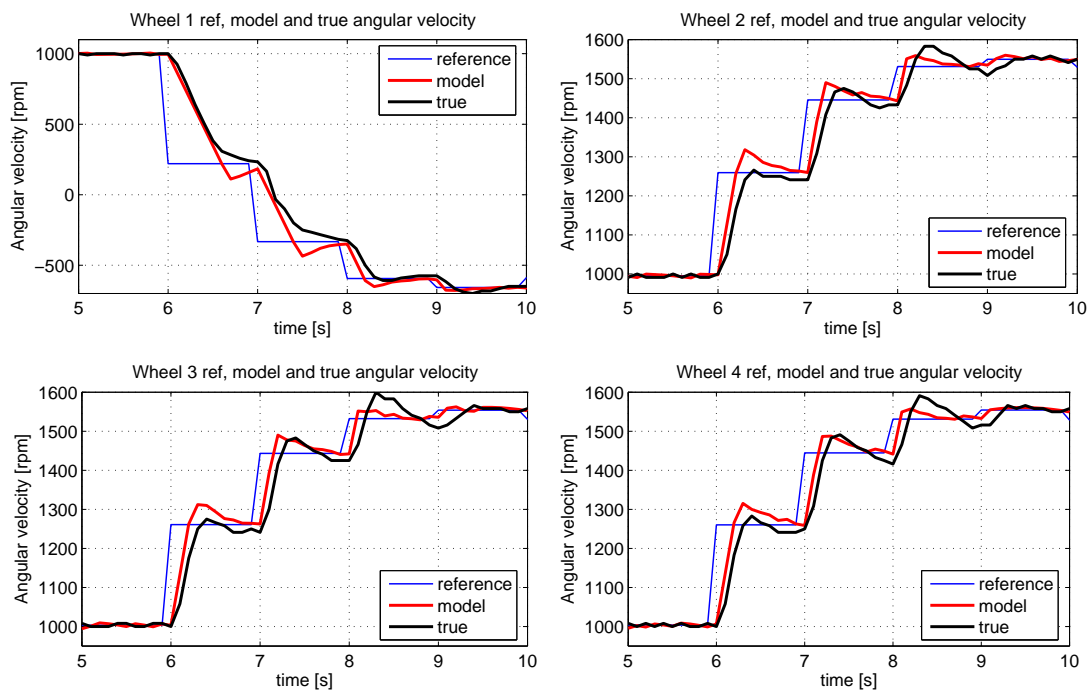 Wheel 1 ref, model and true angular velocity
1000
500
0
−500
5 6 7 8 9 10
Angular velocity [rpm]
time [s]
reference
model
true
Wheel 2 ref, model and true angular velocity
1600
1500
1400
1300
1200
1100
1000
5 6 7 8 9 10
Angular velocity [rpm]
time [s]
reference
model
true
Wheel 3 ref, model and true angular velocity
1600
1500
1400
1300
1200
1100
1000
5 6 7 8 9 10
Angular velocity [rpm]
time [s]
reference
model
true
Wheel 4 ref, model and true angular velocity
1600
1500
1400
1300
1200
1100
1000
5 6 7 8 9 10
Angular velocity [rpm]
time [s]
reference
model
true